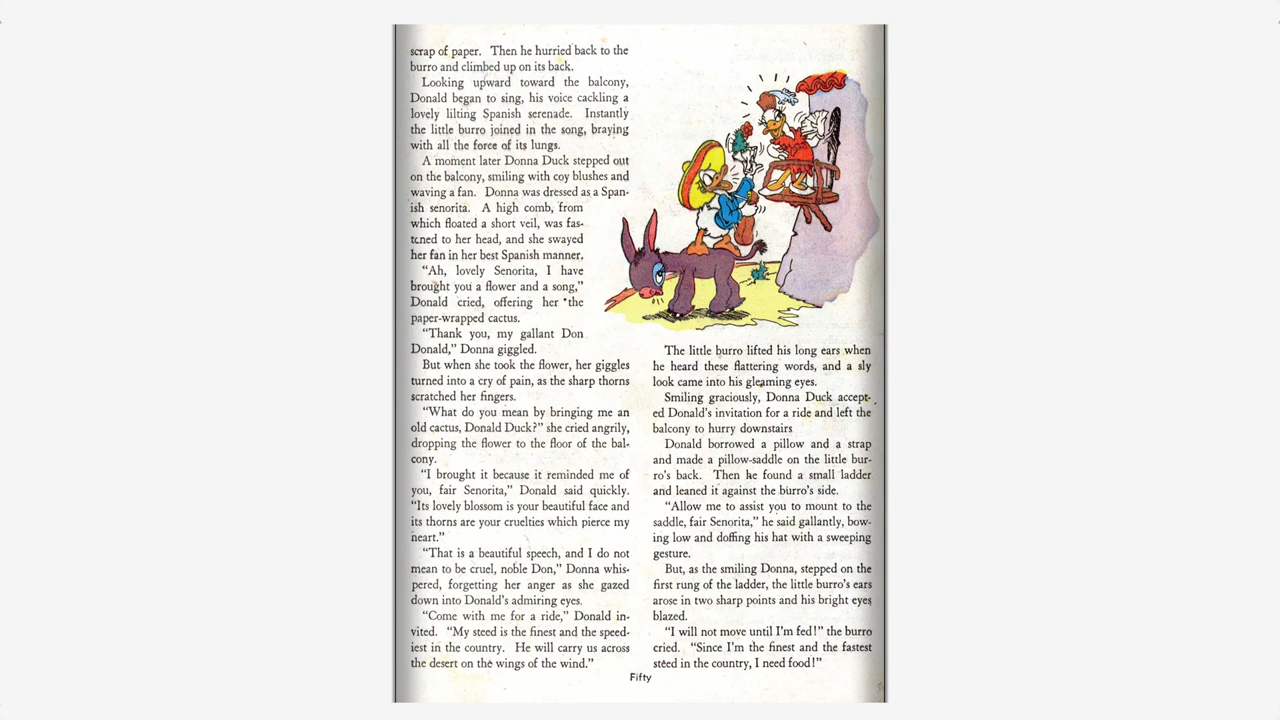 scrap of paper. Then he hurried back to the
burro and climbed up on its back.
Looking upward toward the balcony,
Donald began to sing, his voice cackling a
lovely lilting Spanish serenade. Instantly
the little burro joined in the song, braying
with all the force of its lungs.
A moment later Donna Duck stepped out
on the balcony, smiling with coy blushes and
waving a fan. Donna was dressed as a Span-
ish senorita. A high comb, from
which floated a short veil, was fas-
tened to her head, and she swayed
her fan in her best Spanish manner.
“Ah, lovely Senorita, I have
brought you a flower and a song,”
Donald cried, offering her the
paper-wrapped cactus.
“Thank you, my gallant Don
Donald,” Donna giggled.
But when she took the flower, her giggles
turned into a cry of pain, as the sharp thorns
scratched her fingers.
“What do you mean by bringing me an
old cactus, Donald Duck?” she cried angrily,
dropping the flower to the floor of the bal-
cony.
“I brought it because it reminded me of
you, fair Senorita,” Donald said quickly.
“Its lovely blossom is your beautiful face and
its thorns are your cruelties which pierce my
heart.”
“That is a beautiful speech, and I do not
mean to be cruel, noble Don,” Donna whis-
pered, forgetting her anger as she gazed
down into Donald’s admiring eyes.
“Come with me for a ride,” Donald in-
vited. “My steed is the finest and the speed-
iest in the country. He will carry us across
the desert on the wings of the wind.”
The little burro lifted his long ears when
he heard these flattering words, and a sly
look came into his gleaming eyes.
Smiling graciously, Donna Duck accept-
ed Donald’s invitation for a ride and left the
balcony to hurry downstairs
Donald borrowed a pillow and a strap
and made a pillow-saddle on the little bur-
ro’s back. Then he found a small ladder
and leaned it against the burro’s side.
“Allow me to assist you to mount to the
saddle, fair Senorita,” he said gallantly, bow-
ing low and doffing his hat with a sweeping
gesture.
But, as the smiling Donna, stepped on the
first rung of the ladder, the little burro’s ears
arose in two sharp points and his bright eyes
blazed.
“I will not move until I’m fed!” the burro
cried. “Since I’m the finest and the fastest
steed in the country, I need food!”
Fifty